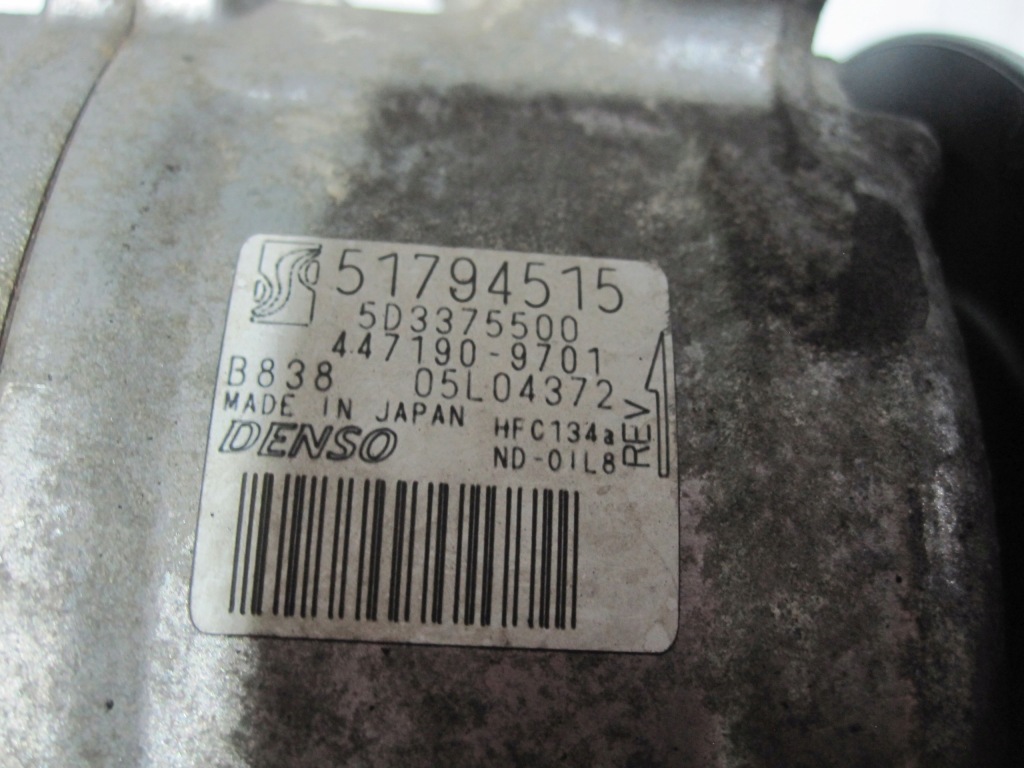 51794515
5D3375500
447190-9701
B838 05L04372
MADE IN JAPAN HFC134a
DENSO ND-OIL8
REV